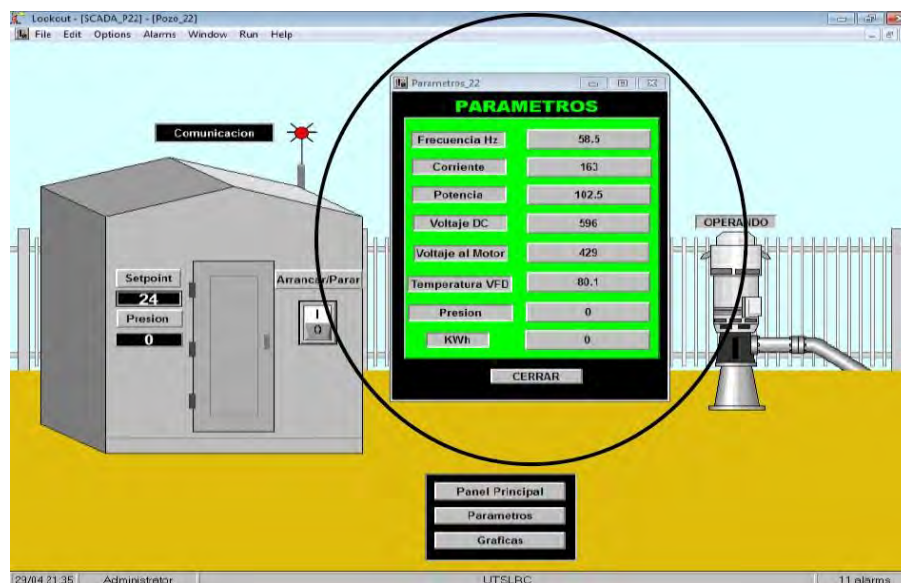 Lookout - [SCADA_P22] - [Pozo_22]
File Edit Options Alarms Window Run Help
Parametros_22
PARAMETROS
Comunicacion
Frecuencia Hz 58.5
Corriente 163
Potencia 102.5
Voltaje DC 596
OPERANDO
Voltaje al Motor 429
Setpoint
Arrancar/Parar
Temperatura VFD 80.1
24
Presion
Presion 0
I
O
0
KWh 0
CERRAR
Panel Principal
Parametros
Graficas
29/04 21:35 Administrator UTSLRC 11 alarms